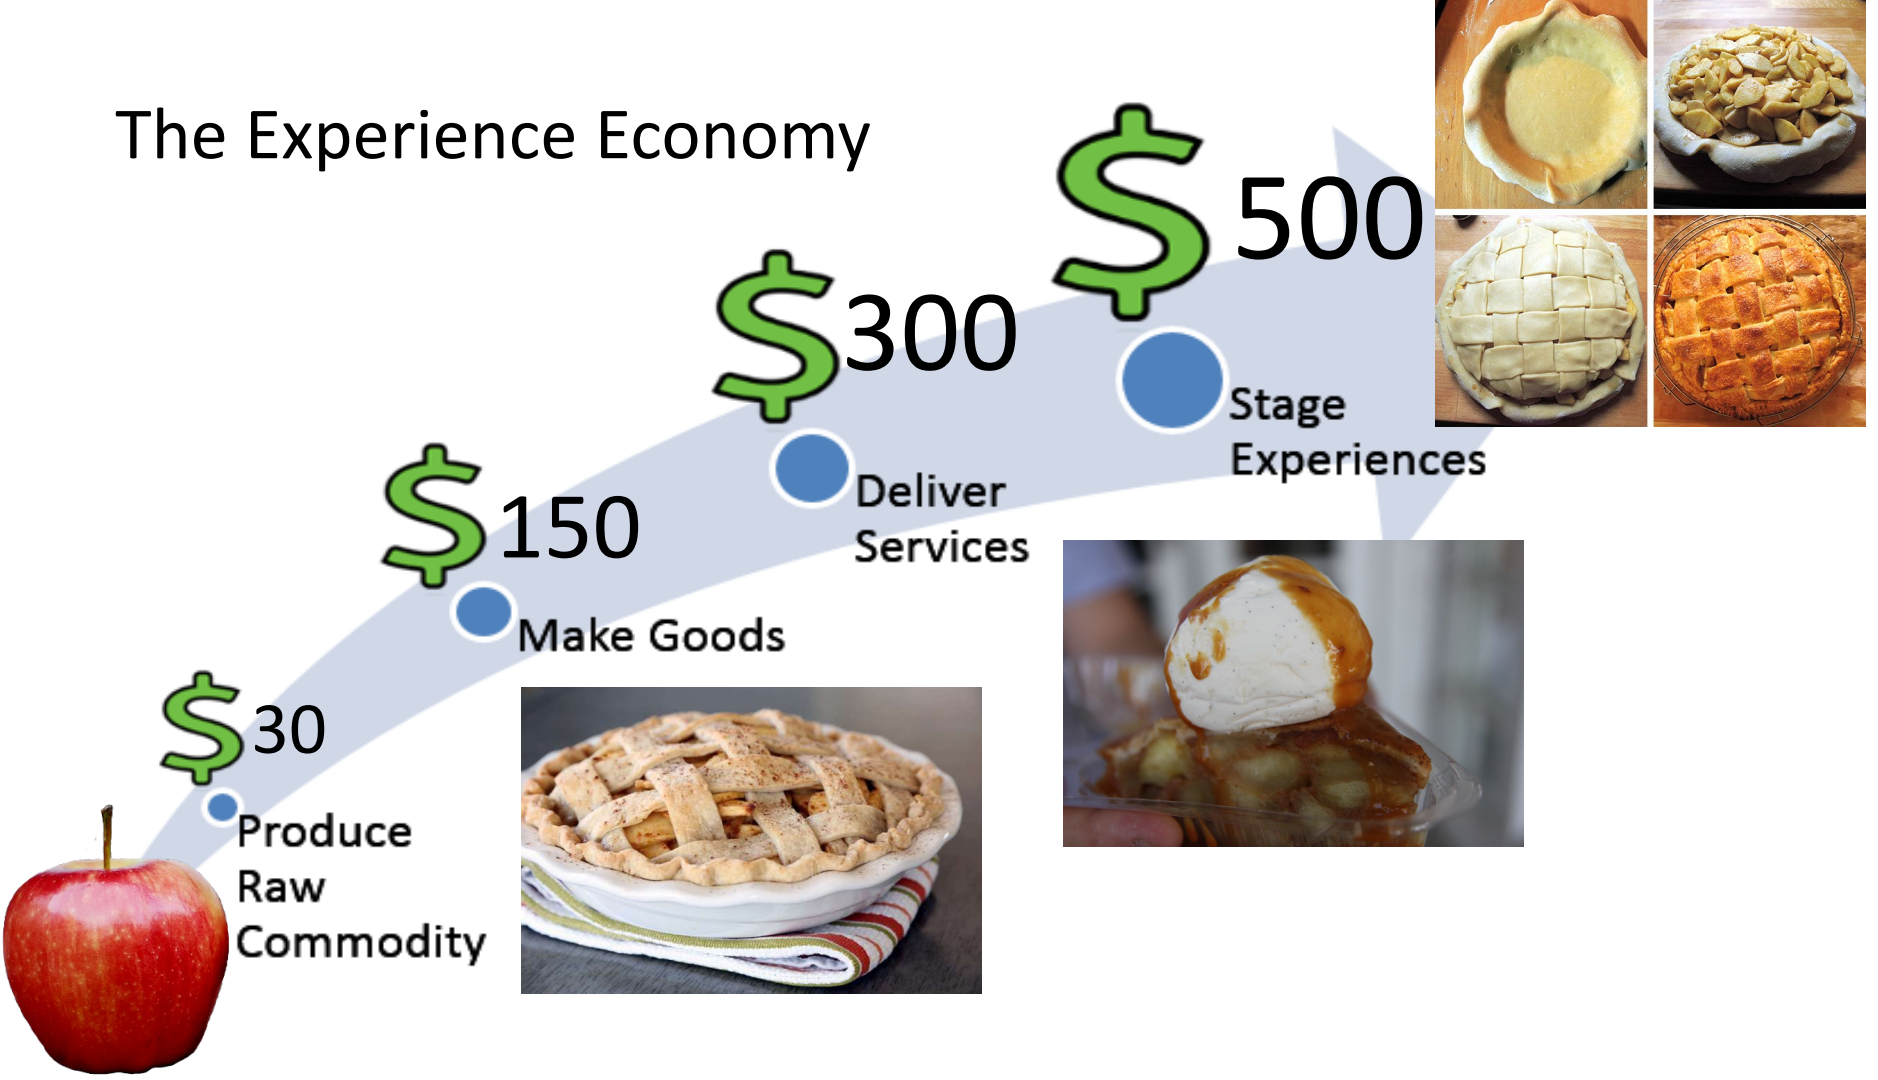 The Experience Economy
$ 30
Produce
Raw
Commodity
$ 150
Make Goods
$ 300
Deliver
Services
$ 500
Stage
Experiences